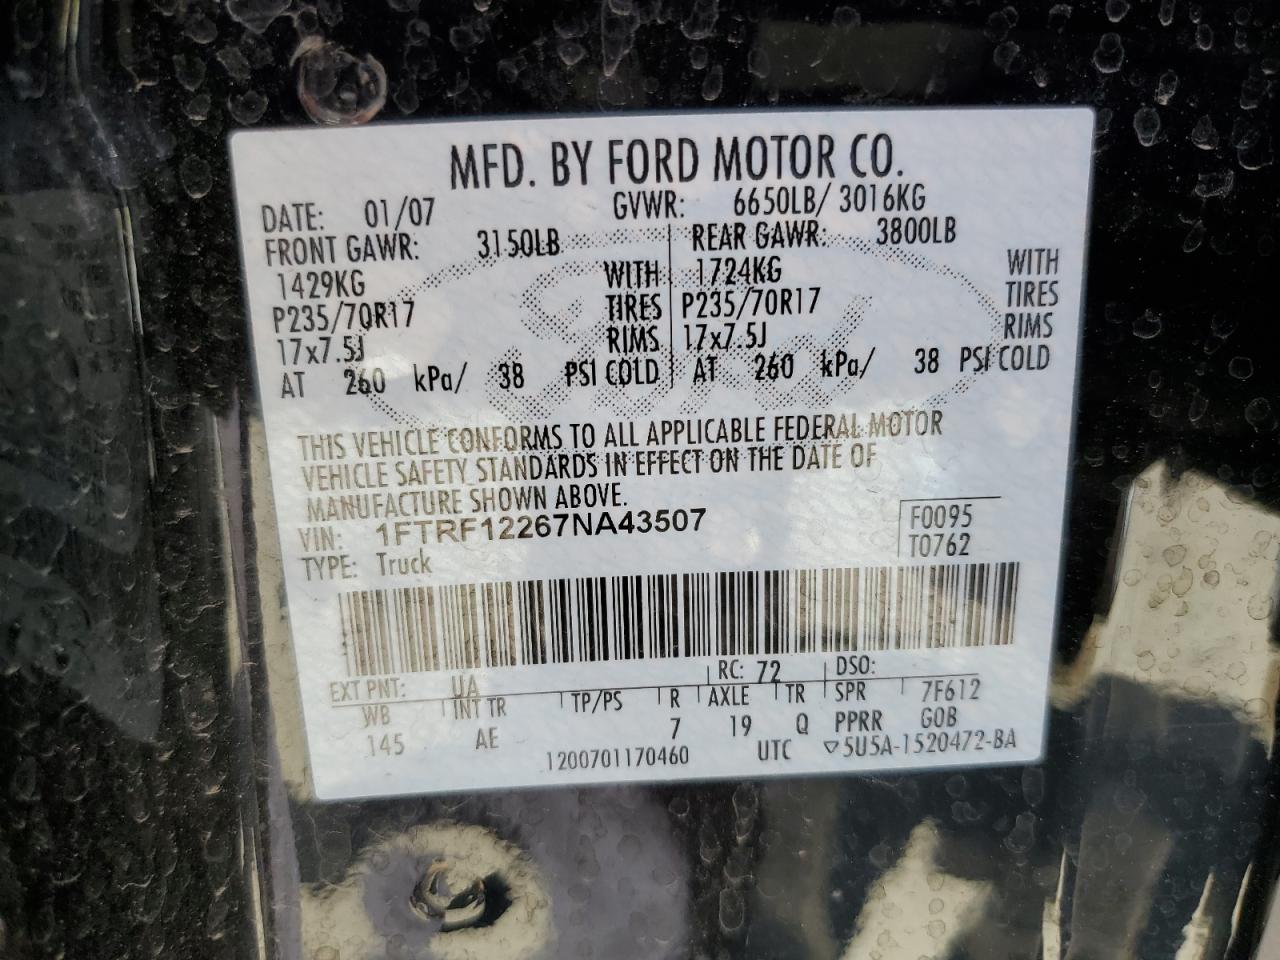 MFD. BY FORD MOTOR CO.
DATE: 01/07 GVWR: 6650LB/ 3016KG
FRONT GAWR: 3150LB REAR GAWR: 3800LB
1429KG WITH 1724KG WITH
P235/70R17 TIRES P235/70R17 TIRES
17x7.5J RIMS 17x7.5J RIMS
AT 260 kPa/ 38 PSI COLD AT 260 kPa/ 38 PSI COLD
THIS VEHICLE CONFORMS TO ALL APPLICABLE FEDERAL MOTOR
VEHICLE SAFETY STANDARDS IN EFFECT ON THE DATE OF
MANUFACTURE SHOWN ABOVE.
VIN: 1FTRF12267NA43507 F0095
TYPE: Truck T0762
EXT PNT: UA RC: 72 DSO:
WB INT TR TP/PS R AXLE TR SPR 7F612
145 AE 7 19 Q PPRR GOB
1200701170460 UTC ▽5U5A-1520472-BA